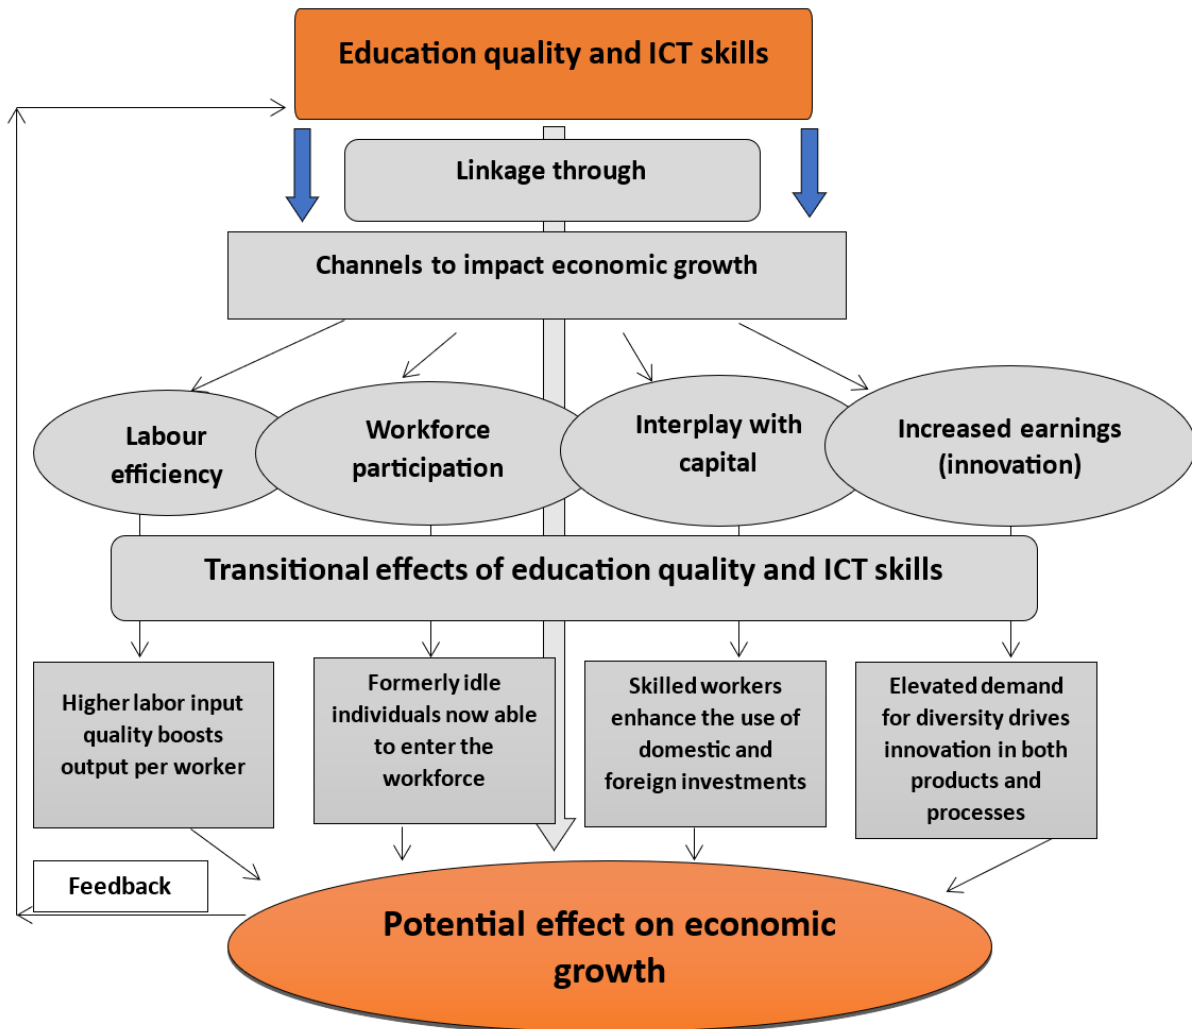 Education quality and ICT skills
Linkage through
Channels to impact economic growth
Labour
efficiency
Workforce
participation
Interplay with
capital
Increased earnings
(innovation)
Transitional effects of education quality and ICT skills
Higher labor input
quality boosts
output per worker
Formerly idle
individuals now able
to enter the
workforce
Skilled workers
enhance the use of
domestic and
foreign investments
Elevated demand
for diversity drives
innovation in both
products and
processes
Feedback
Potential effect on economic
growth